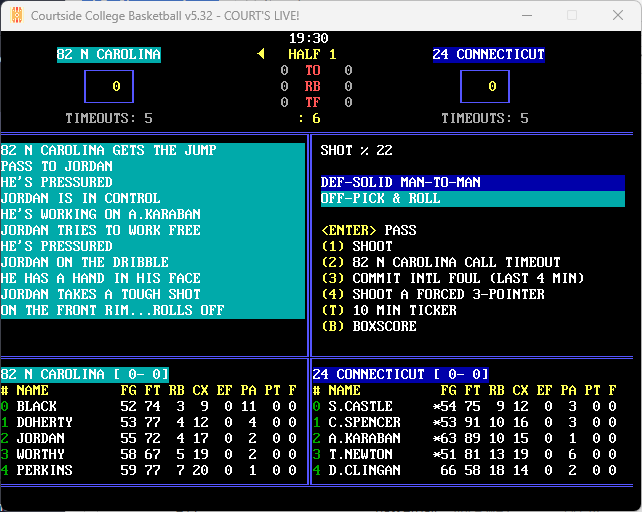 Courtside College Basketball v5.32 - COURT'S LIVE!
19:30
82 N CAROLINA HALF 1 24 CONNECTICUT
0 0 TO 0 0
0 RB 0
0 TF 0
TIMEOUTS: 5 : 6 TIMEOUTS: 5
82 N CAROLINA GETS THE JUMP
PASS TO JORDAN
HE'S PRESSURED
JORDAN IS IN CONTROL
HE'S WORKING ON A.KARABAN
JORDAN TRIES TO WORK FREE
HE'S PRESSURED
JORDAN ON THE DRIBBLE
HE HAS A HAND IN HIS FACE
JORDAN TAKES A TOUGH SHOT
ON THE FRONT RIM...ROLLS OFF
SHOT % 22
DEF-SOLID MAN-TO-MAN
OFF-PICK & ROLL
<ENTER> PASS
(1) SHOOT
(2) 82 N CAROLINA CALL TIMEOUT
(3) COMMIT INTL FOUL (LAST 4 MIN)
(4) SHOOT A FORCED 3-POINTER
(T) 10 MIN TICKER
(B) BOXSCORE
82 N CAROLINA [ 0- 0]
# NAME FG FT RB CX EF PA PT F
0 BLACK 52 74 3 9 0 11 0 0
1 DOHERTY 53 77 4 12 0 4 0 0
2 JORDAN 55 72 4 17 0 2 0 0
3 WORTHY 58 67 5 19 0 2 0 0
4 PERKINS 59 77 7 20 0 1 0 0
24 CONNECTICUT [ 0- 0]
# NAME FG FT RB CX EF PA PT F
0 S.CASTLE *54 75 9 12 0 3 0 0
1 C.SPENCER *53 91 10 16 0 3 0 0
2 A.KARABAN *63 89 10 15 0 1 0 0
3 T.NEWTON *51 81 13 19 0 6 0 0
4 D.CLINGAN 66 58 18 14 0 2 0 0